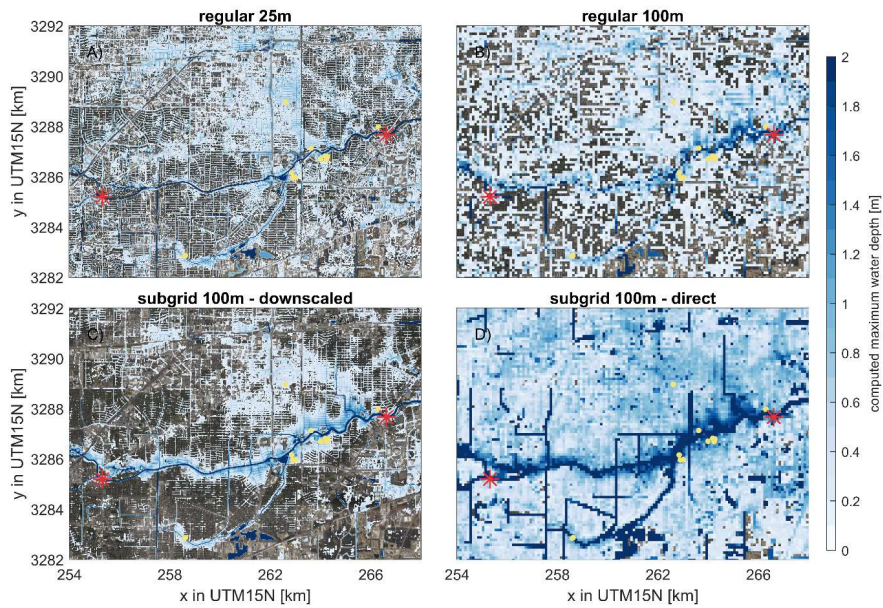 regular 25m
regular 100m
3292
3290
3288
3286
3284
3282
y in UTM15N [km]
A)
B)
subgrid 100m - downscaled
subgrid 100m - direct
3292
3290
3288
3286
3284
3282
y in UTM15N [km]
C)
D)
254 258 262 266
x in UTM15N [km]
254 258 262 266
x in UTM15N [km]
2
1.8
1.6
1.4
1.2
1
0.8
0.6
0.4
0.2
0
computed maximum water depth [m]